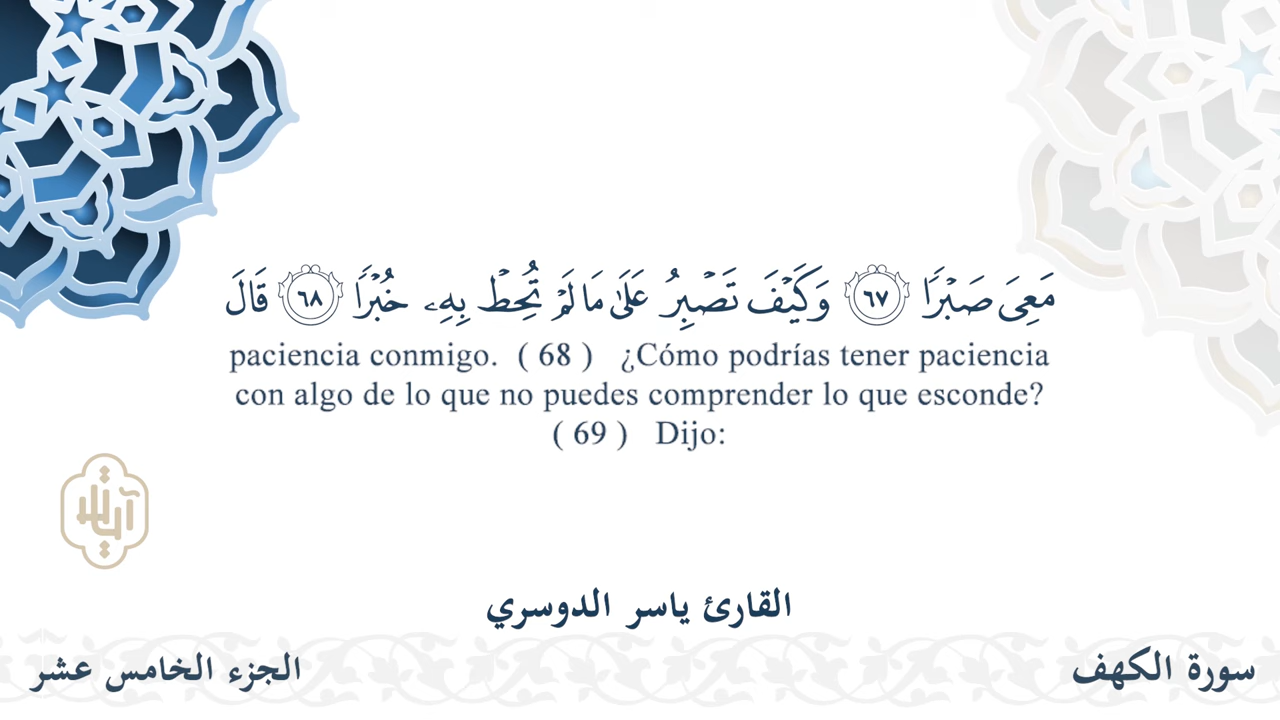 مَعِيَ صَبۡرٗا ٦٧ وَكَيۡفَ تَصۡبِرُ عَلَىٰ مَا لَمۡ تُحِطۡ بِهِۦ خُبۡرٗا ٦٨ قَالَ
paciencia conmigo. ( 68 ) ¿Cómo podrías tener paciencia
con algo de lo que no puedes comprender lo que esconde?
( 69 ) Dijo:
القارئ ياسر الدوسري
سورة الكهف
الجزء الخامس عشر